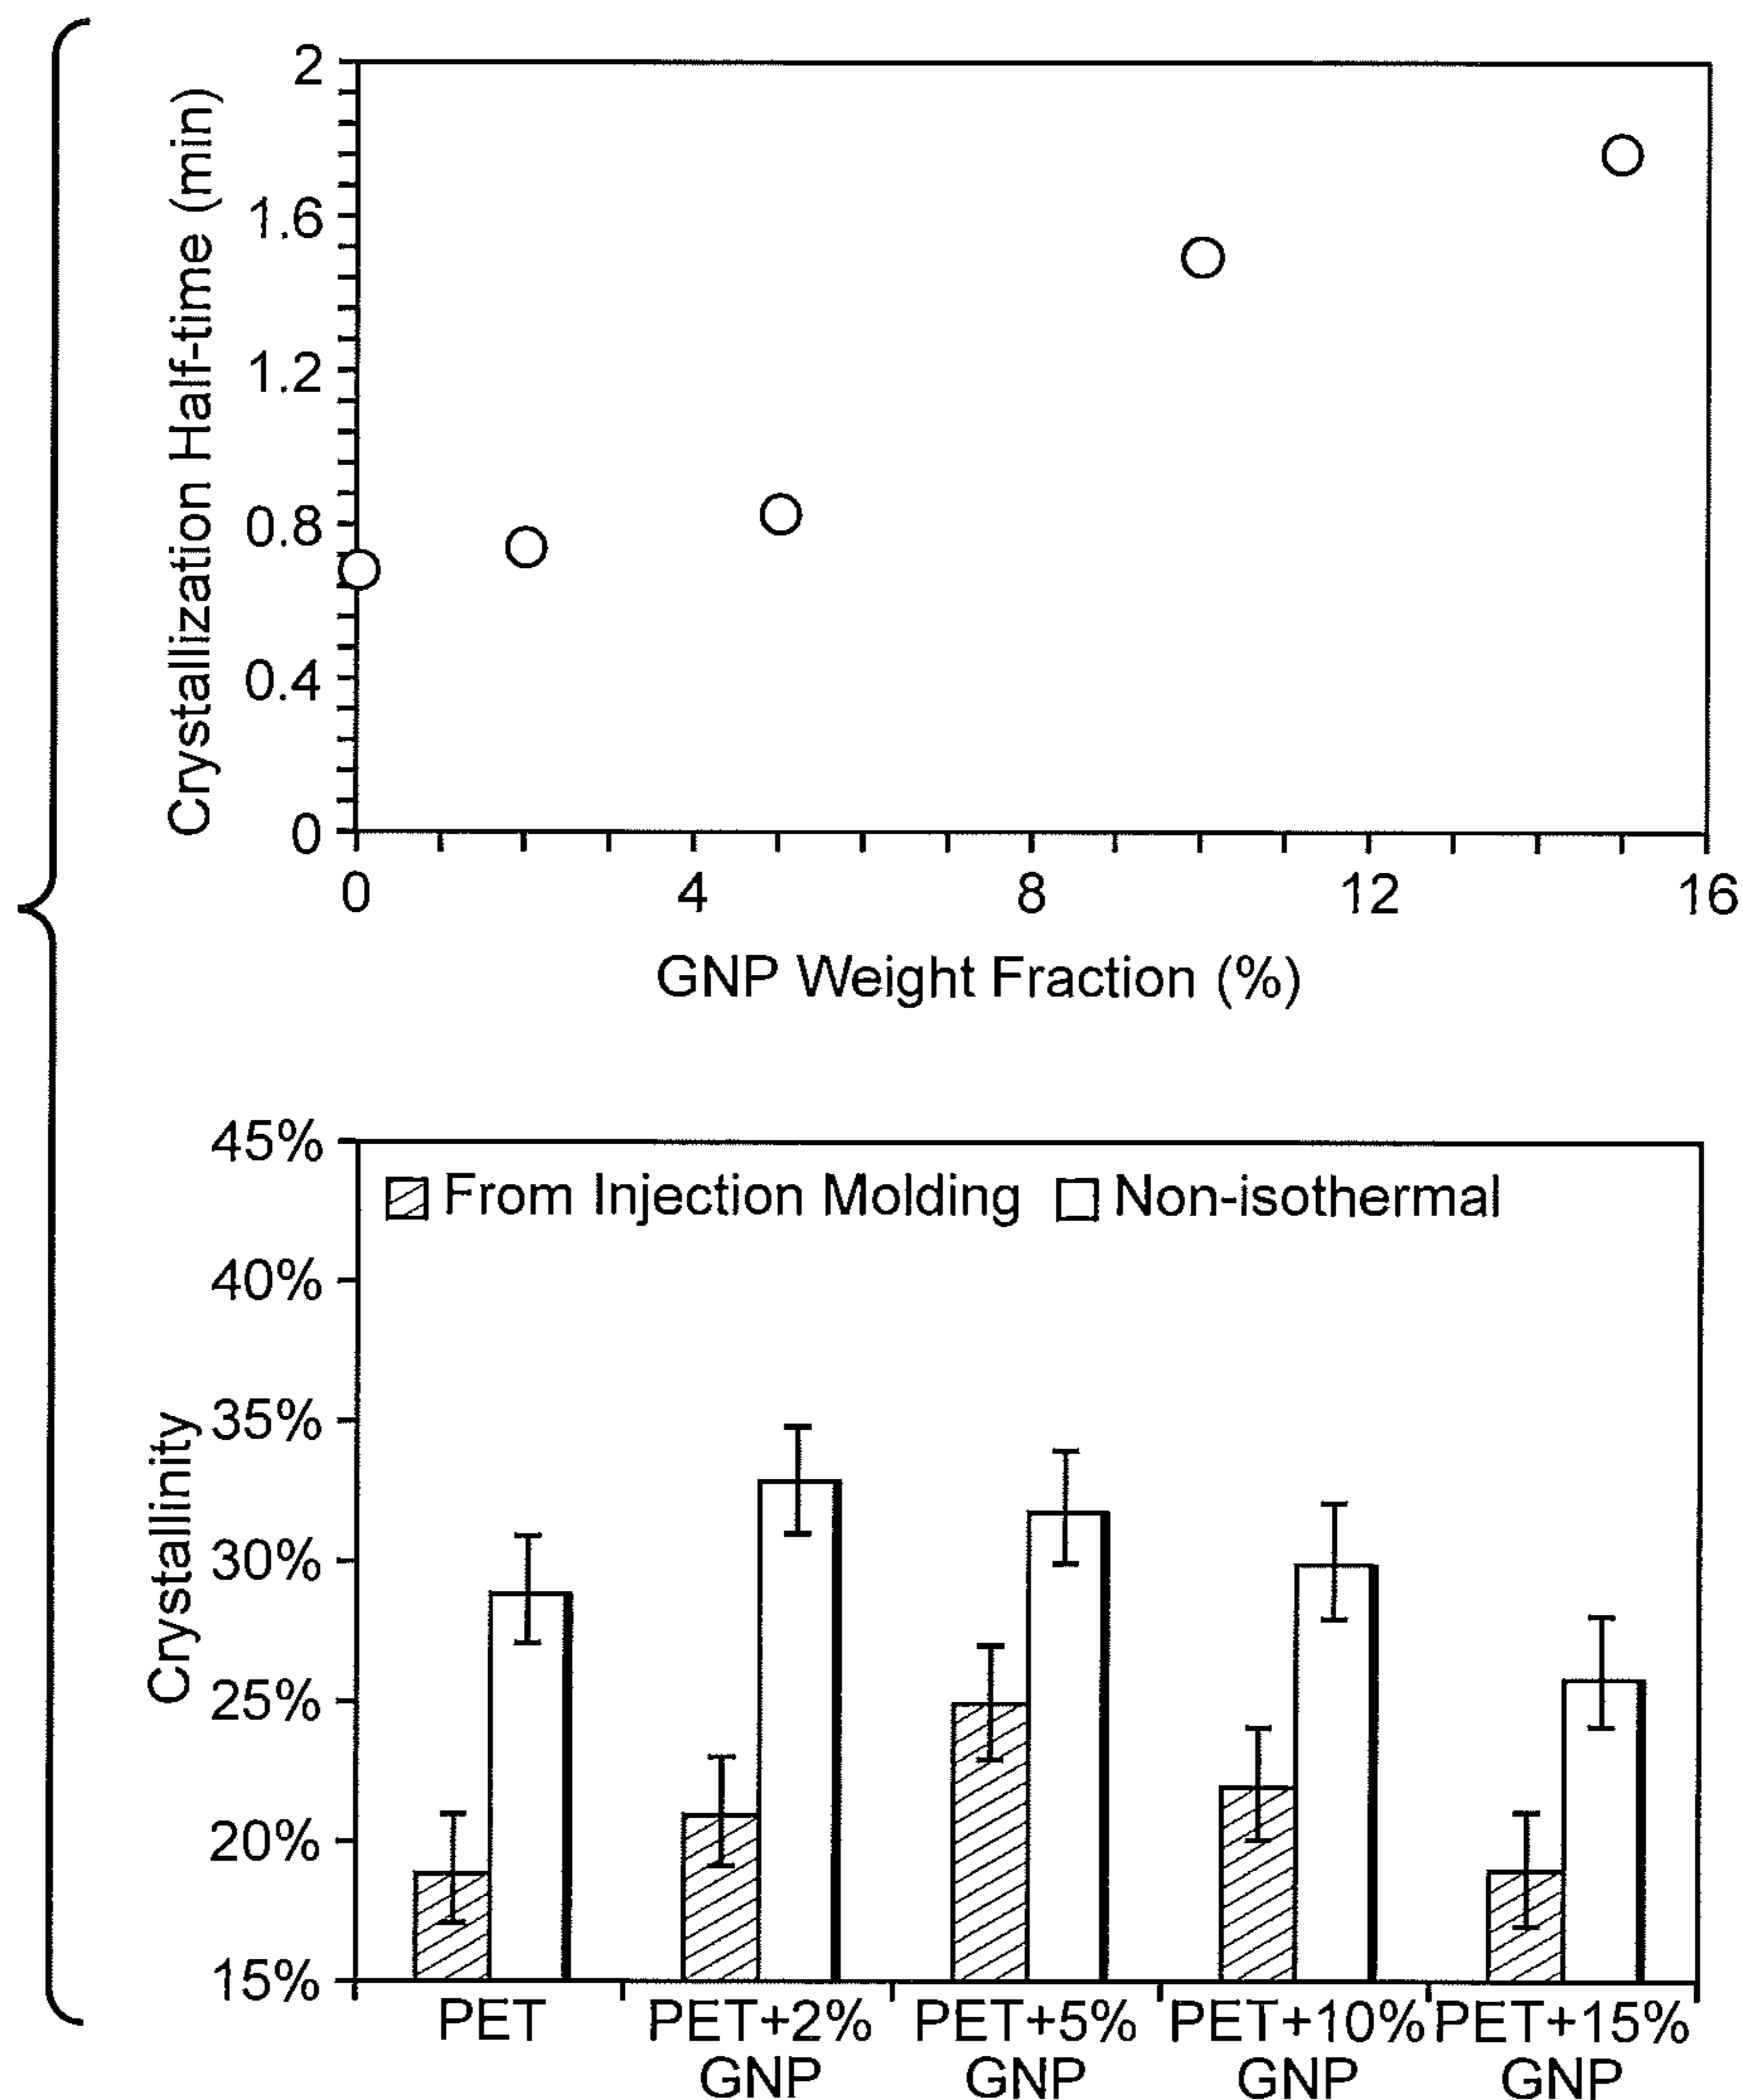 Crystallization Half-time (min)
2
1.6
1.2
0.8
0.4
0
0 4 8 12 16
GNP Weight Fraction (%)
Crystallinity
45%
40%
35%
30%
25%
20%
15%
From Injection Molding Non-isothermal
PET PET+2% PET+5% PET+10% PET+15%
GNP GNP GNP GNP